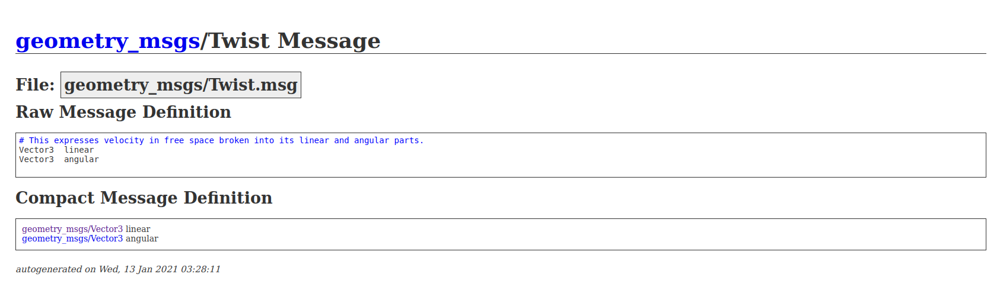 geometry_msgs/Twist Message
File: geometry_msgs/Twist.msg
Raw Message Definition
# This expresses velocity in free space broken into its linear and angular parts.
Vector3  linear
Vector3  angular
Compact Message Definition
geometry_msgs/Vector3 linear
geometry_msgs/Vector3 angular
autogenerated on Wed, 13 Jan 2021 03:28:11